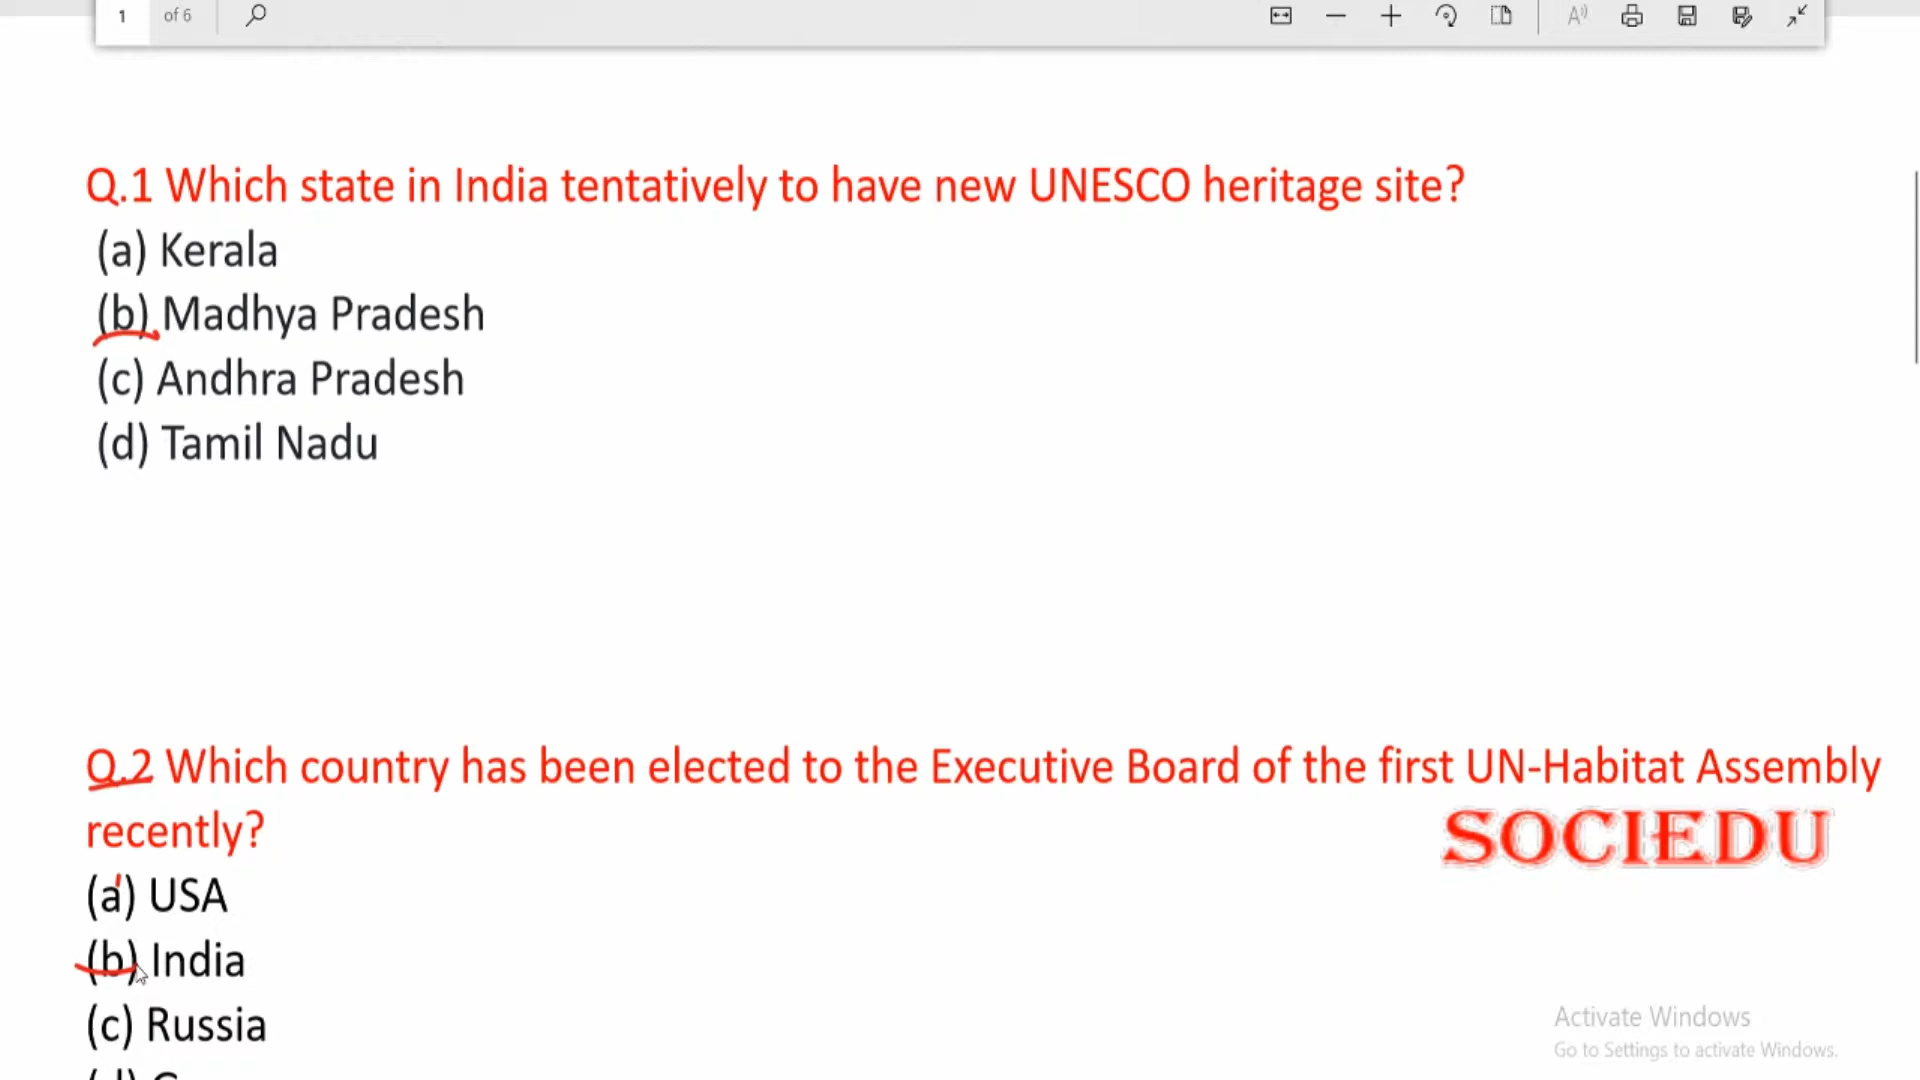 1 of 6
Q.1 Which state in India tentatively to have new UNESCO heritage site?
(a) Kerala
(b) Madhya Pradesh
(c) Andhra Pradesh
(d) Tamil Nadu
Q.2 Which country has been elected to the Executive Board of the first UN-Habitat Assembly
recently?
SOCIEDU
(a) USA
(b) India
(c) Russia
(d)
Activate Windows
Go to Settings to activate Windows.